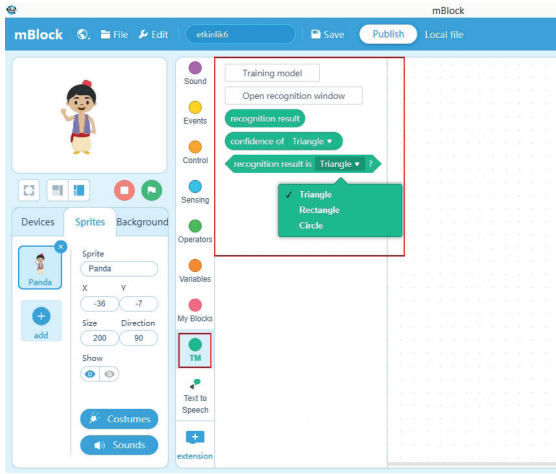 mBlock
mBlock File Edit etkinlik6 Save Publish Local file
Sound
Events
Control
Sensing
Operators
Variables
My Blocks
TM
Text to
Speech
extension
Training model
Open recognition window
recognition result
confidence of Triangle ▾
recognition result is Triangle ▾ ?
✓ Triangle
Rectangle
Circle
Devices Sprites Background
Panda
add
Sprite
Panda
X Y
-36 -7
Size Direction
200 90
Show
Costumes
Sounds